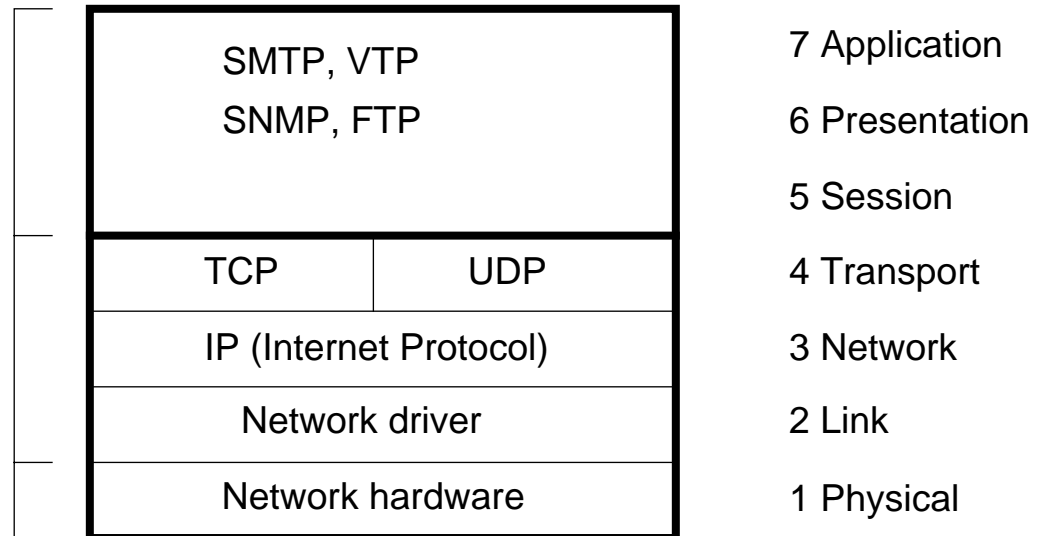 SMTP, VTP
7 Application
SNMP, FTP
6 Presentation
5 Session
TCP UDP
4 Transport
IP (Internet Protocol)
3 Network
Network driver
2 Link
Network hardware
1 Physical